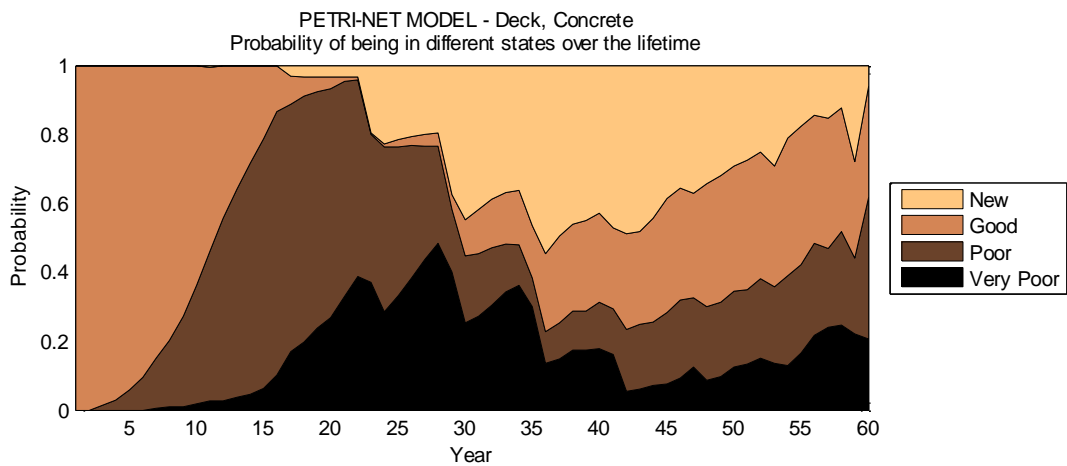 PETRI-NET MODEL - Deck, Concrete
Probability of being in different states over the lifetime
1
0.8
0.6
0.4
0.2
0
Probability
5 10 15 20 25 30 35 40 45 50 55 60
Year
New
Good
Poor
Very Poor